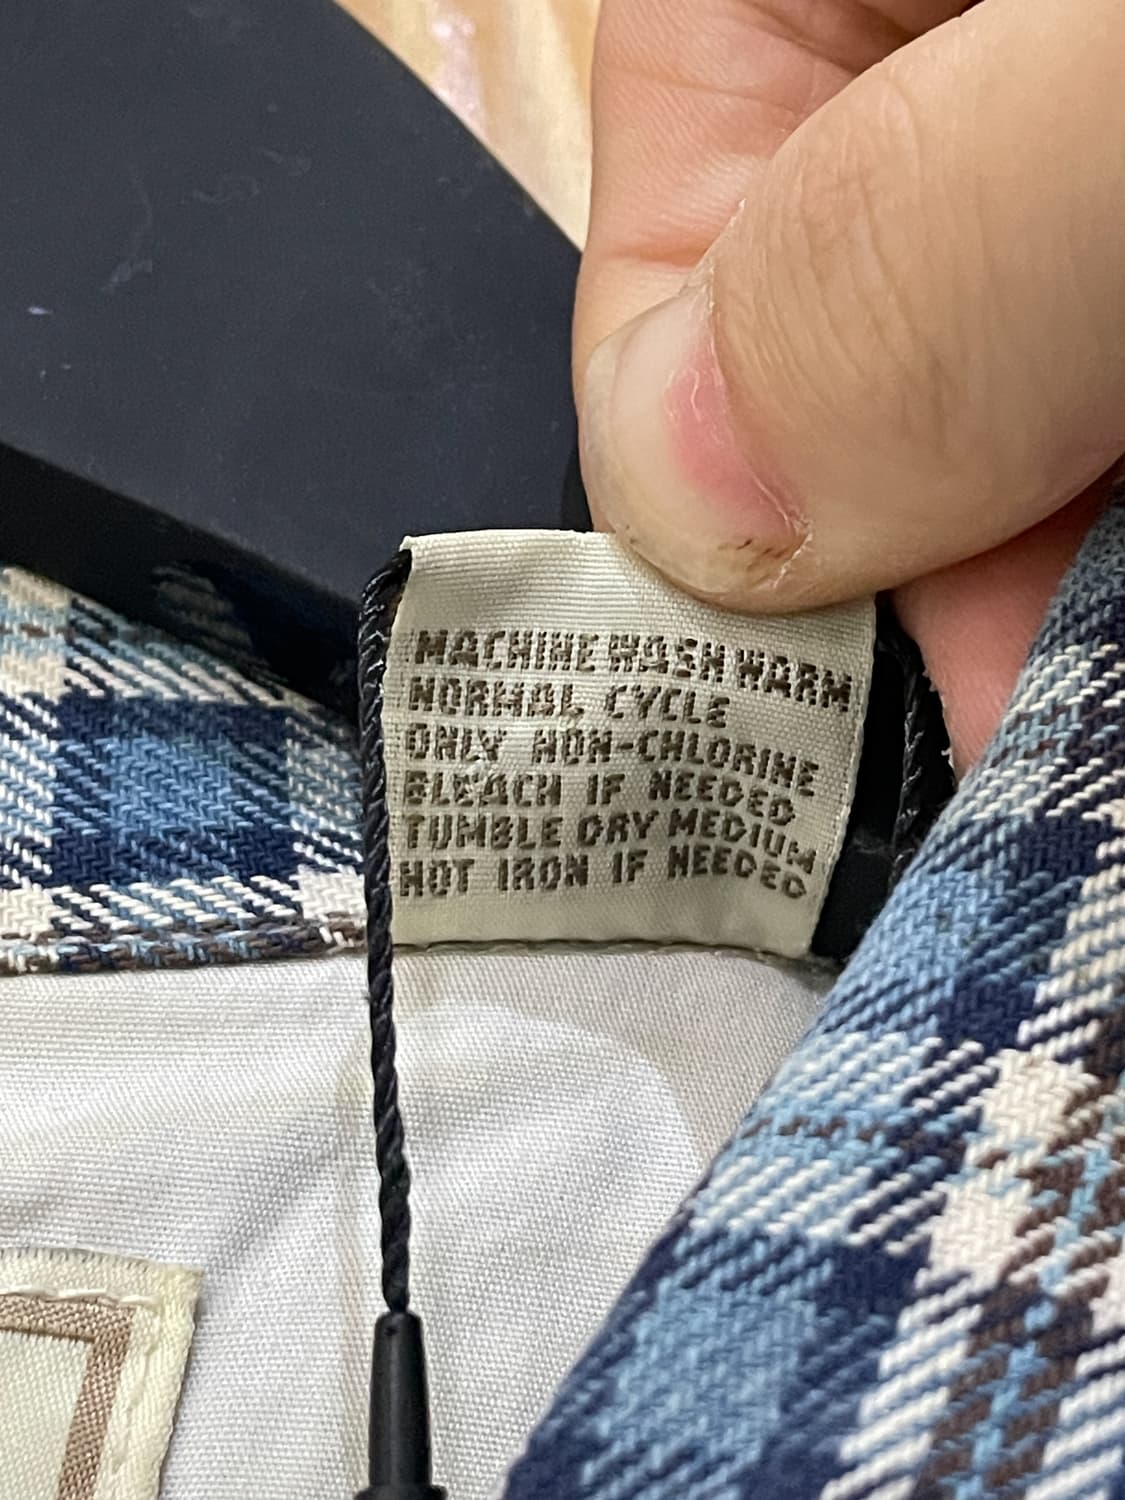 MACHINE WASH WARM
NORMAL CYCLE
ONLY NON-CHLORINE
BLEACH IF NEEDED
TUMBLE DRY MEDIUM
HOT IRON IF NEEDED